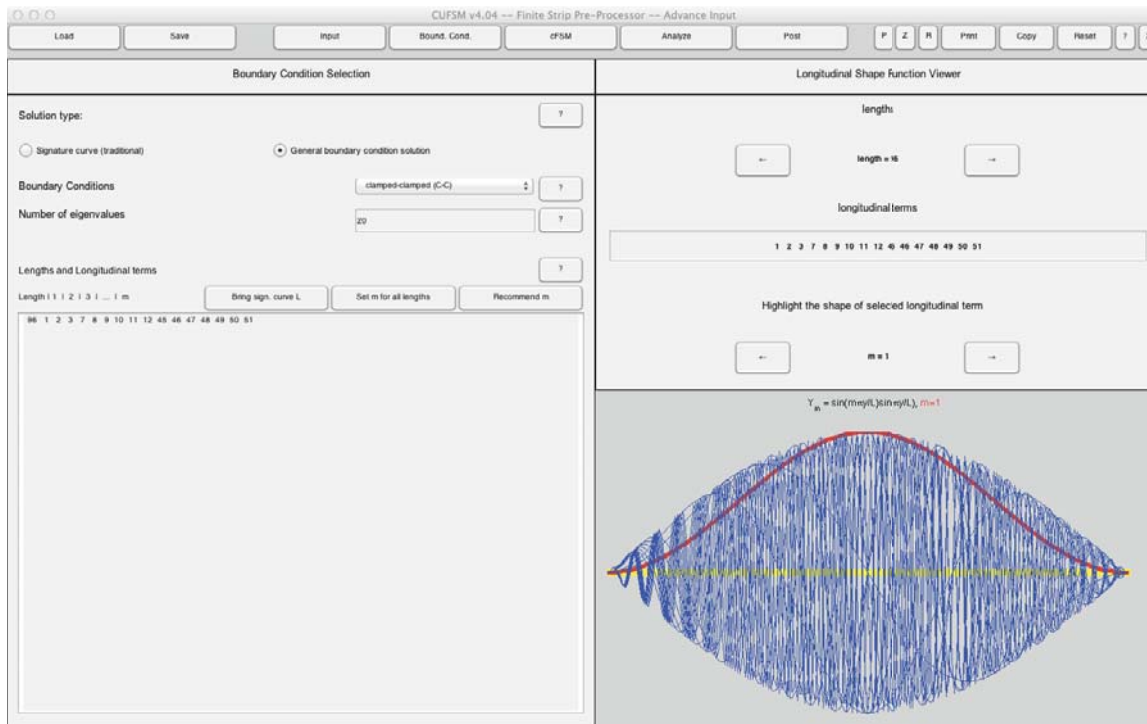 CUFSM v4.04 -- Finite Strip Pre-Processor -- Advance Input
Load Save Input Bound. Cond. cFSM Analyze Post P Z R Print Copy Reset ?
Boundary Condition Selection
Solution type: ?
Signature curve (traditional) General boundary condition solution
Boundary Conditions clamped-clamped (C-C) ?
Number of eigenvalues 20 ?
Lengths and Longitudinal terms ?
Length | 1 | 2 | 3 | ... | m Bring sign. curve L Set m for all lengths Recommend m
96 1 2 3 7 8 9 10 11 12 45 46 47 48 49 50 51
Longitudinal Shape Function Viewer
lengths
← length = 96 →
longitudinal terms
1 2 3 7 8 9 10 11 12 45 46 47 48 49 50 51
Highlight the shape of selected longitudinal term
← m = 1 →
Yₘ = sin(mπy/L)sin(πy/L), m=1